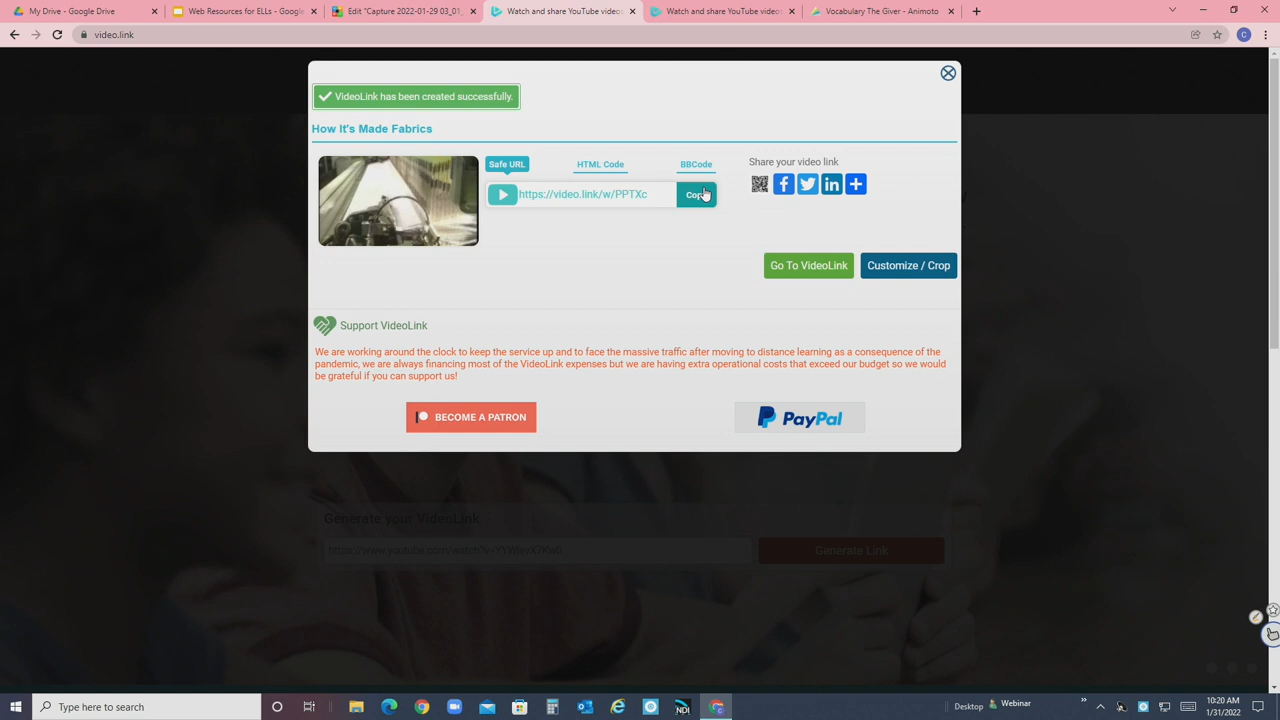 My Drive - Google Drive
Web Resources for ELLs - Google
Edit "Capture 2022-01-29 03_01_
Watch and share YouTube videos
Watch and share YouTube videos
Vocabulary The GV - Animoto
video.link
C
VideoLink has been created successfully.
How It's Made Fabrics
Safe URL
HTML Code
BBCode
Share your video link
https://video.link/w/PPTXc
Go To VideoLink
Customize / Crop
Support VideoLink
We are working around the clock to keep the service up and to face the massive traffic after moving to distance learning as a consequence of the
pandemic, we are always financing most of the VideoLink expenses but we are having extra operational costs that exceed our budget so we would
be grateful if you can support us!
BECOME A PATRON
PayPal
Generate your VideoLink
Generate Link
Type here to search
NDI
Desktop
Webinar
10:20 AM
1/31/2022